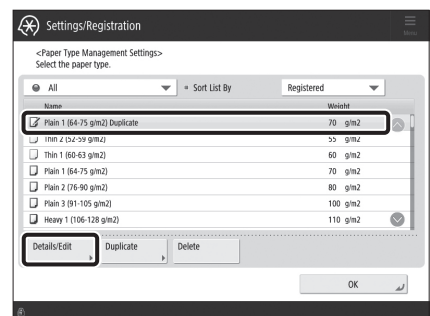 Settings/Registration
Menu
<Paper Type Management Settings>
Select the paper type.
All
Sort List By
Registered
Name Weight
Plain 1 (64-75 g/m2) Duplicate 70 g/m2
Thin 2 (52-59 g/m2) 55 g/m2
Thin 1 (60-63 g/m2) 60 g/m2
Plain 1 (64-75 g/m2) 70 g/m2
Plain 2 (76-90 g/m2) 80 g/m2
Plain 3 (91-105 g/m2) 100 g/m2
Heavy 1 (106-128 g/m2) 110 g/m2
Details/Edit Duplicate Delete
OK